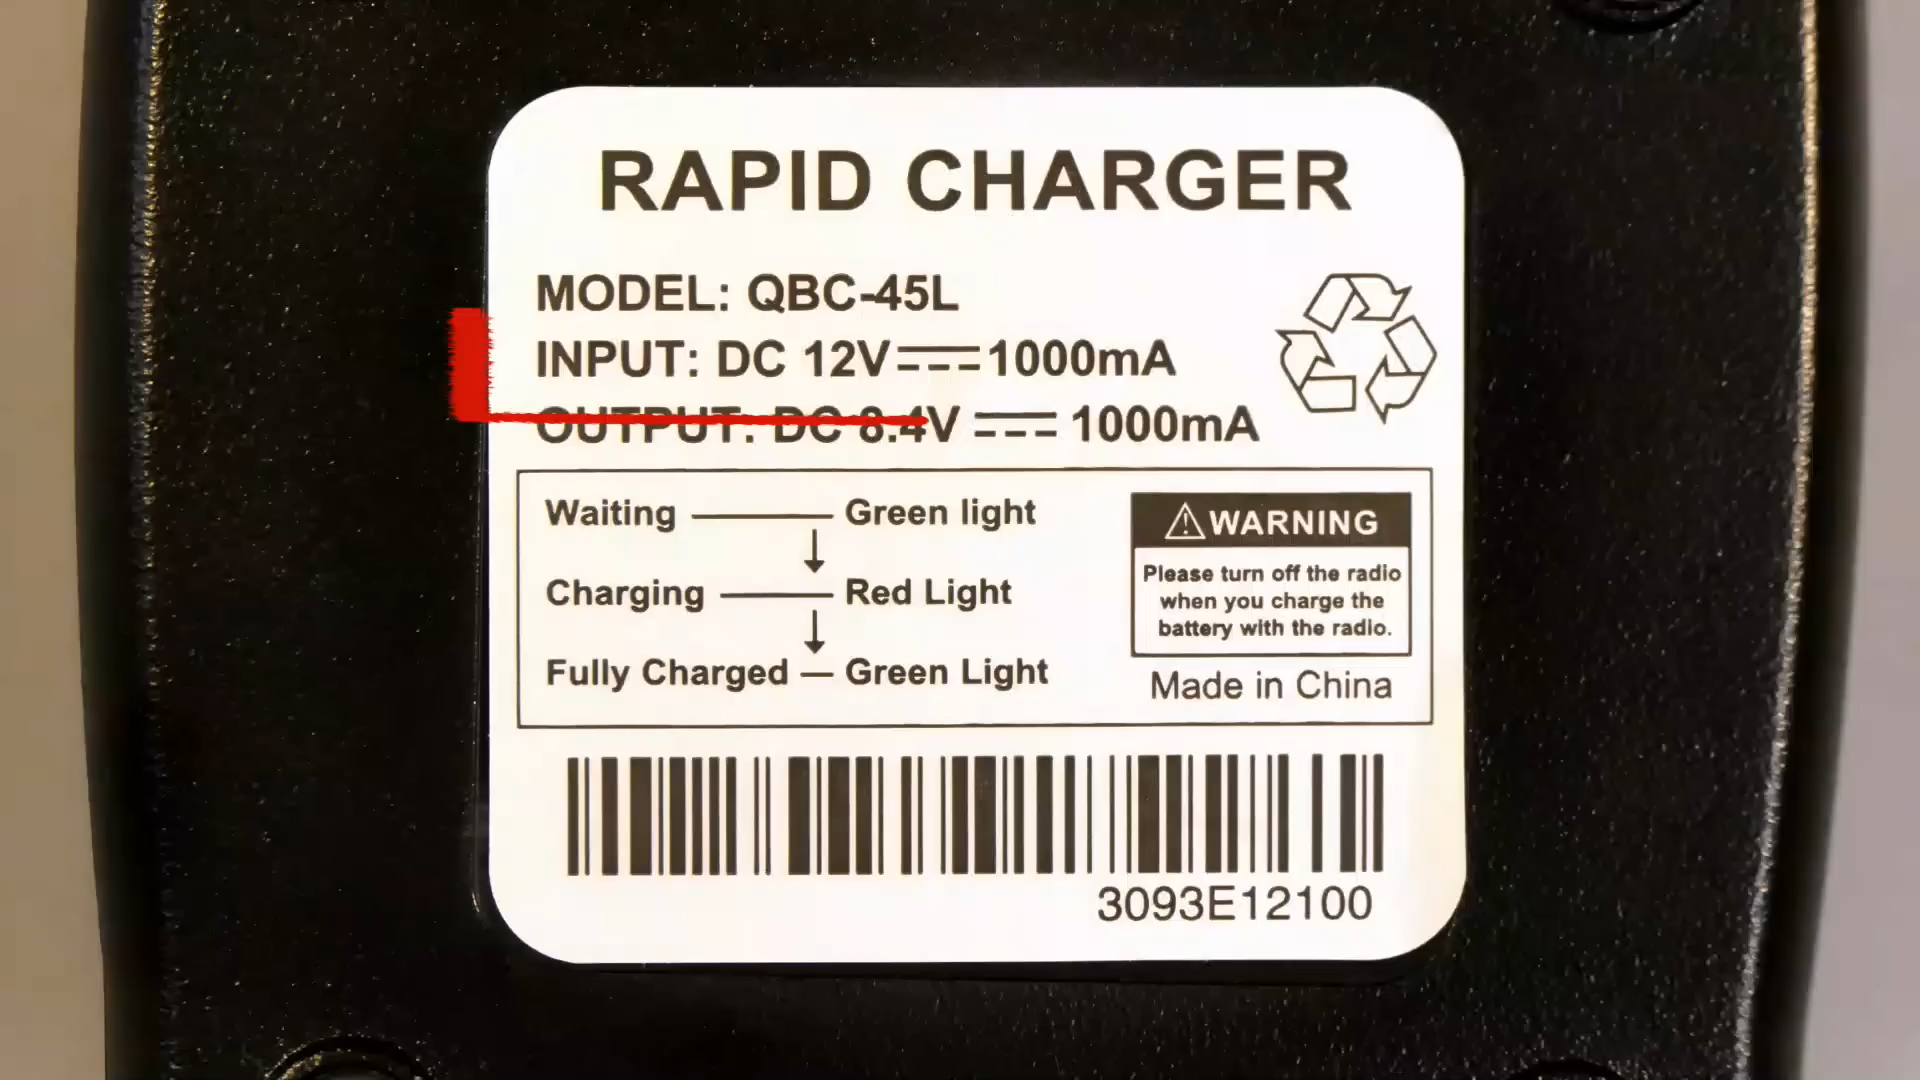 RAPID CHARGER
MODEL: QBC-45L
INPUT: DC 12V⎓1000mA
OUTPUT: DC 8.4V ⎓ 1000mA
Waiting — Green light
Charging — Red Light
Fully Charged — Green Light
⚠WARNING
Please turn off the radio
when you charge the
battery with the radio.
Made in China
3093E12100